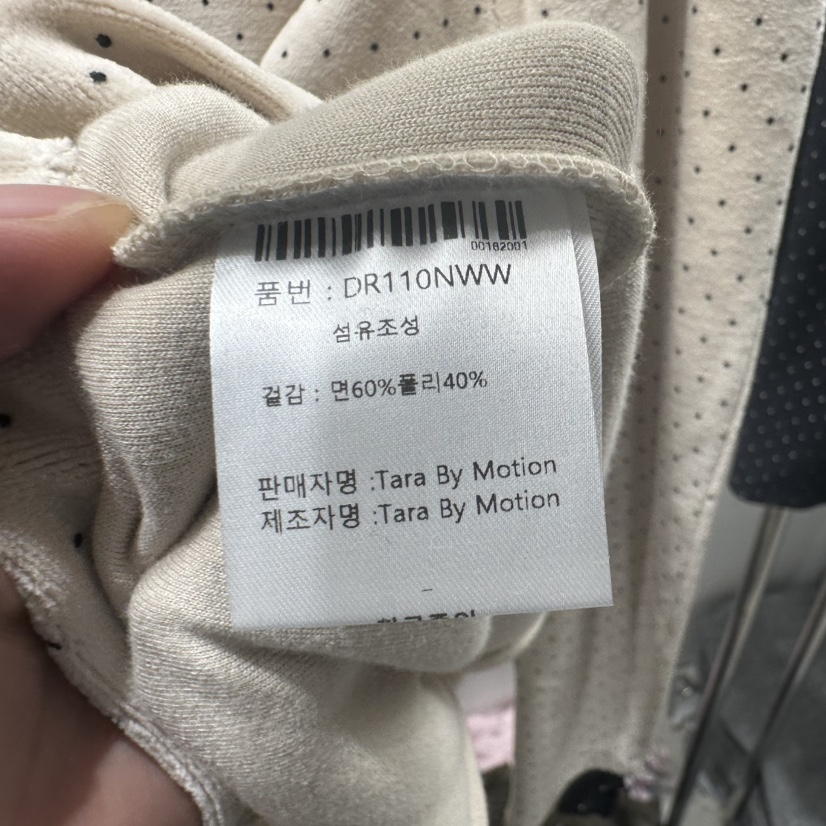 00182001
품번 : DR110NWW
섬유조성
겉감 : 면60%폴리40%
판매자명 :Tara By Motion
제조자명 :Tara By Motion
-